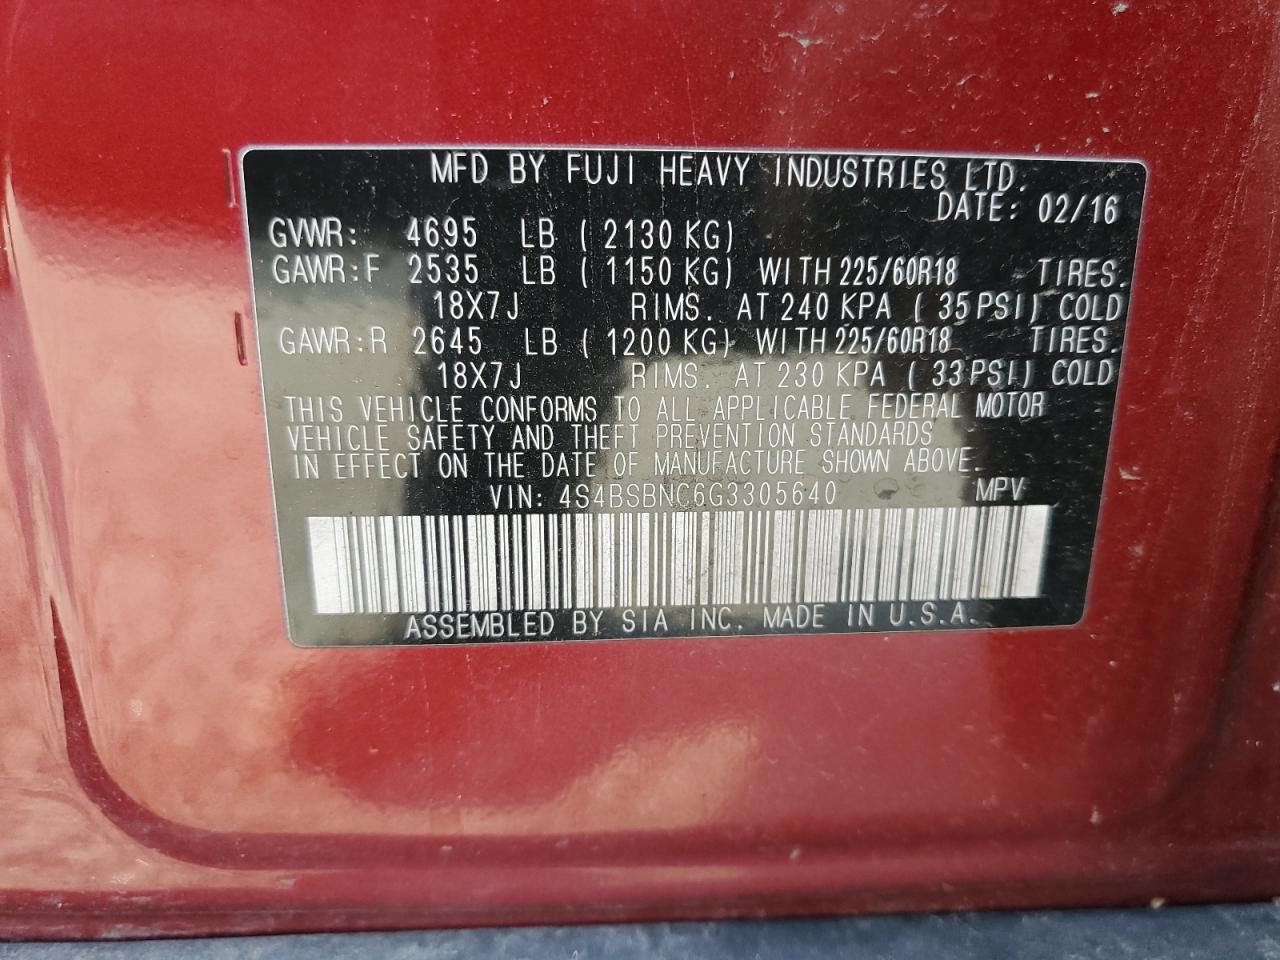 MFD BY FUJI HEAVY INDUSTRIES LTD.
DATE: 02/16
GVWR: 4695 LB ( 2130 KG)
GAWR:F 2535 LB ( 1150 KG) WITH 225/60R18 TIRES.
18X7J RIMS. AT 240 KPA ( 35PSI) COLD
GAWR:R 2645 LB ( 1200 KG) WITH 225/60R18 TIRES.
18X7J RIMS. AT 230 KPA ( 33PSI) COLD
THIS VEHICLE CONFORMS TO ALL APPLICABLE FEDERAL MOTOR
VEHICLE SAFETY AND THEFT PREVENTION STANDARDS
IN EFFECT ON THE DATE OF MANUFACTURE SHOWN ABOVE.
VIN: 4S4BSBNC6G3305640 MPV
ASSEMBLED BY SIA INC. MADE IN U.S.A.